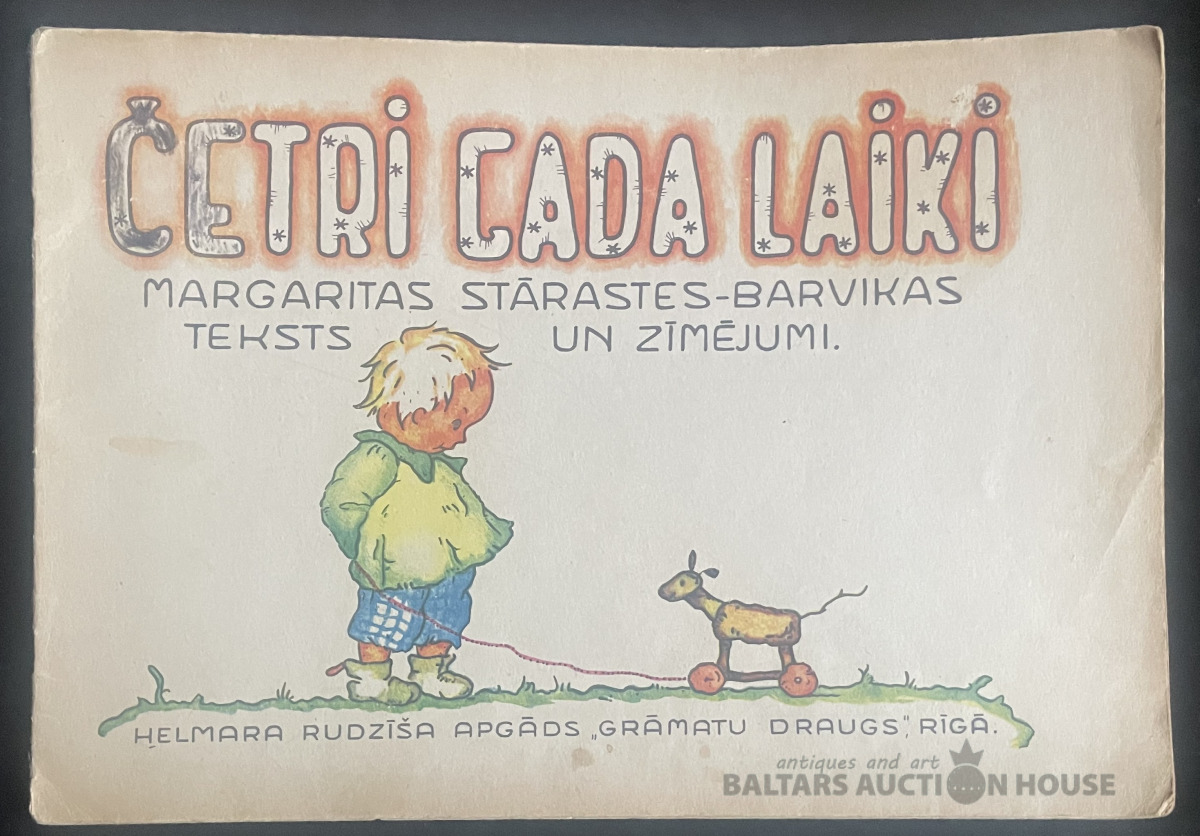 ČETRI GADA LAIKI
MARGARITAS STĀRASTES-BARVIKAS
TEKSTS UN ZĪMĒJUMI.
HELMARA RUDZĪŠA APGĀDS „GRĀMATU DRAUGS”, RĪGĀ.
antiques and art
BALTARS AUCTION HOUSE